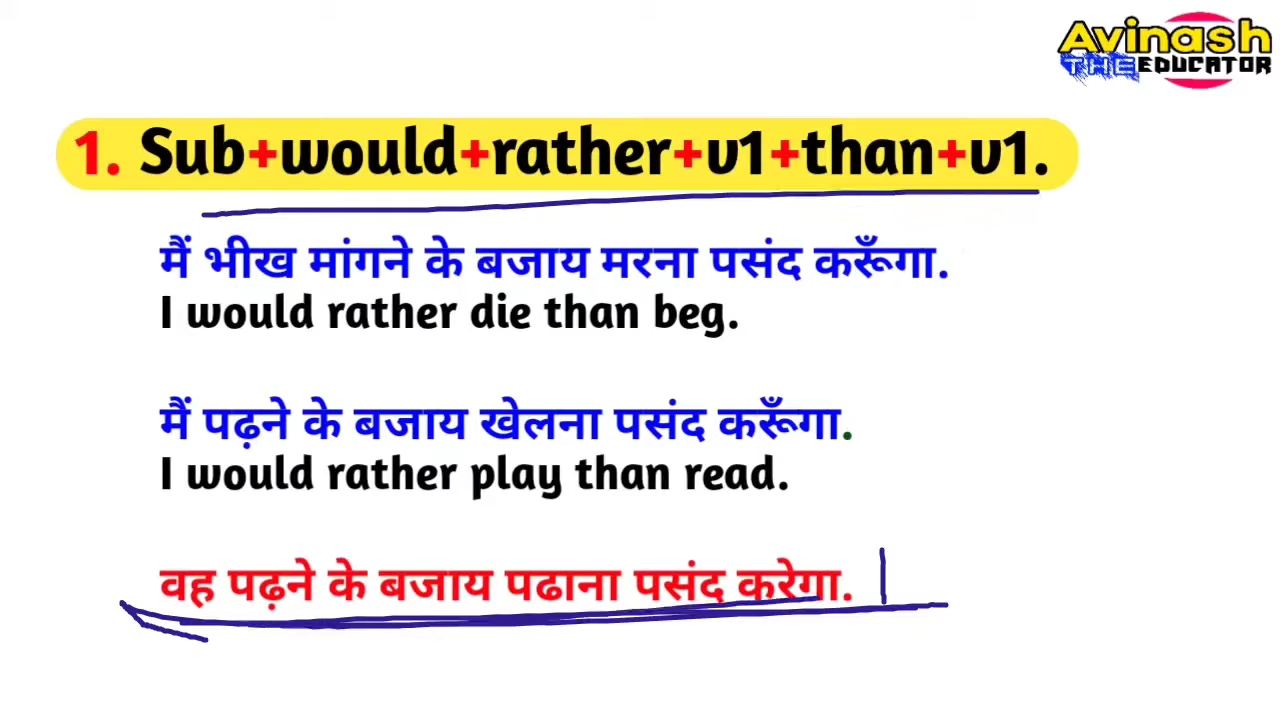 Avinash
THE EDUCATOR
1. Sub+would+rather+v1+than+v1.
मैं भीख मांगने के बजाय मरना पसंद करूँगा.
I would rather die than beg.
मैं पढ़ने के बजाय खेलना पसंद करूँगा.
I would rather play than read.
वह पढ़ने के बजाय पढाना पसंद करेगा.